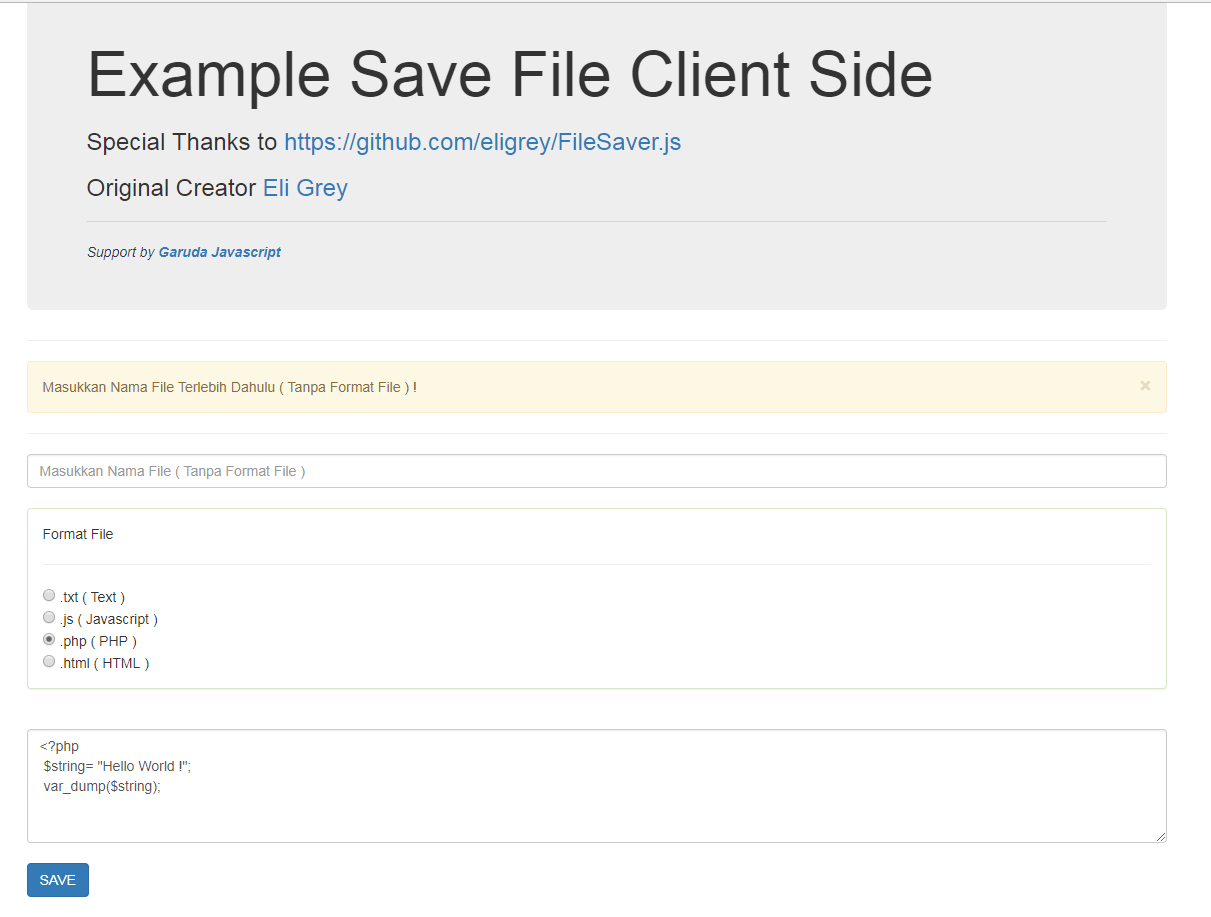 Example Save File Client Side
Special Thanks to https://github.com/eligrey/FileSaver.js
Original Creator Eli Grey
Support by Garuda Javascript
Masukkan Nama File Terlebih Dahulu ( Tanpa Format File ) !
×
Masukkan Nama File ( Tanpa Format File )
Format File
.txt ( Text )
.js ( Javascript )
.php ( PHP )
.html ( HTML )
<?php
$string= "Hello World !";
var_dump($string);
SAVE